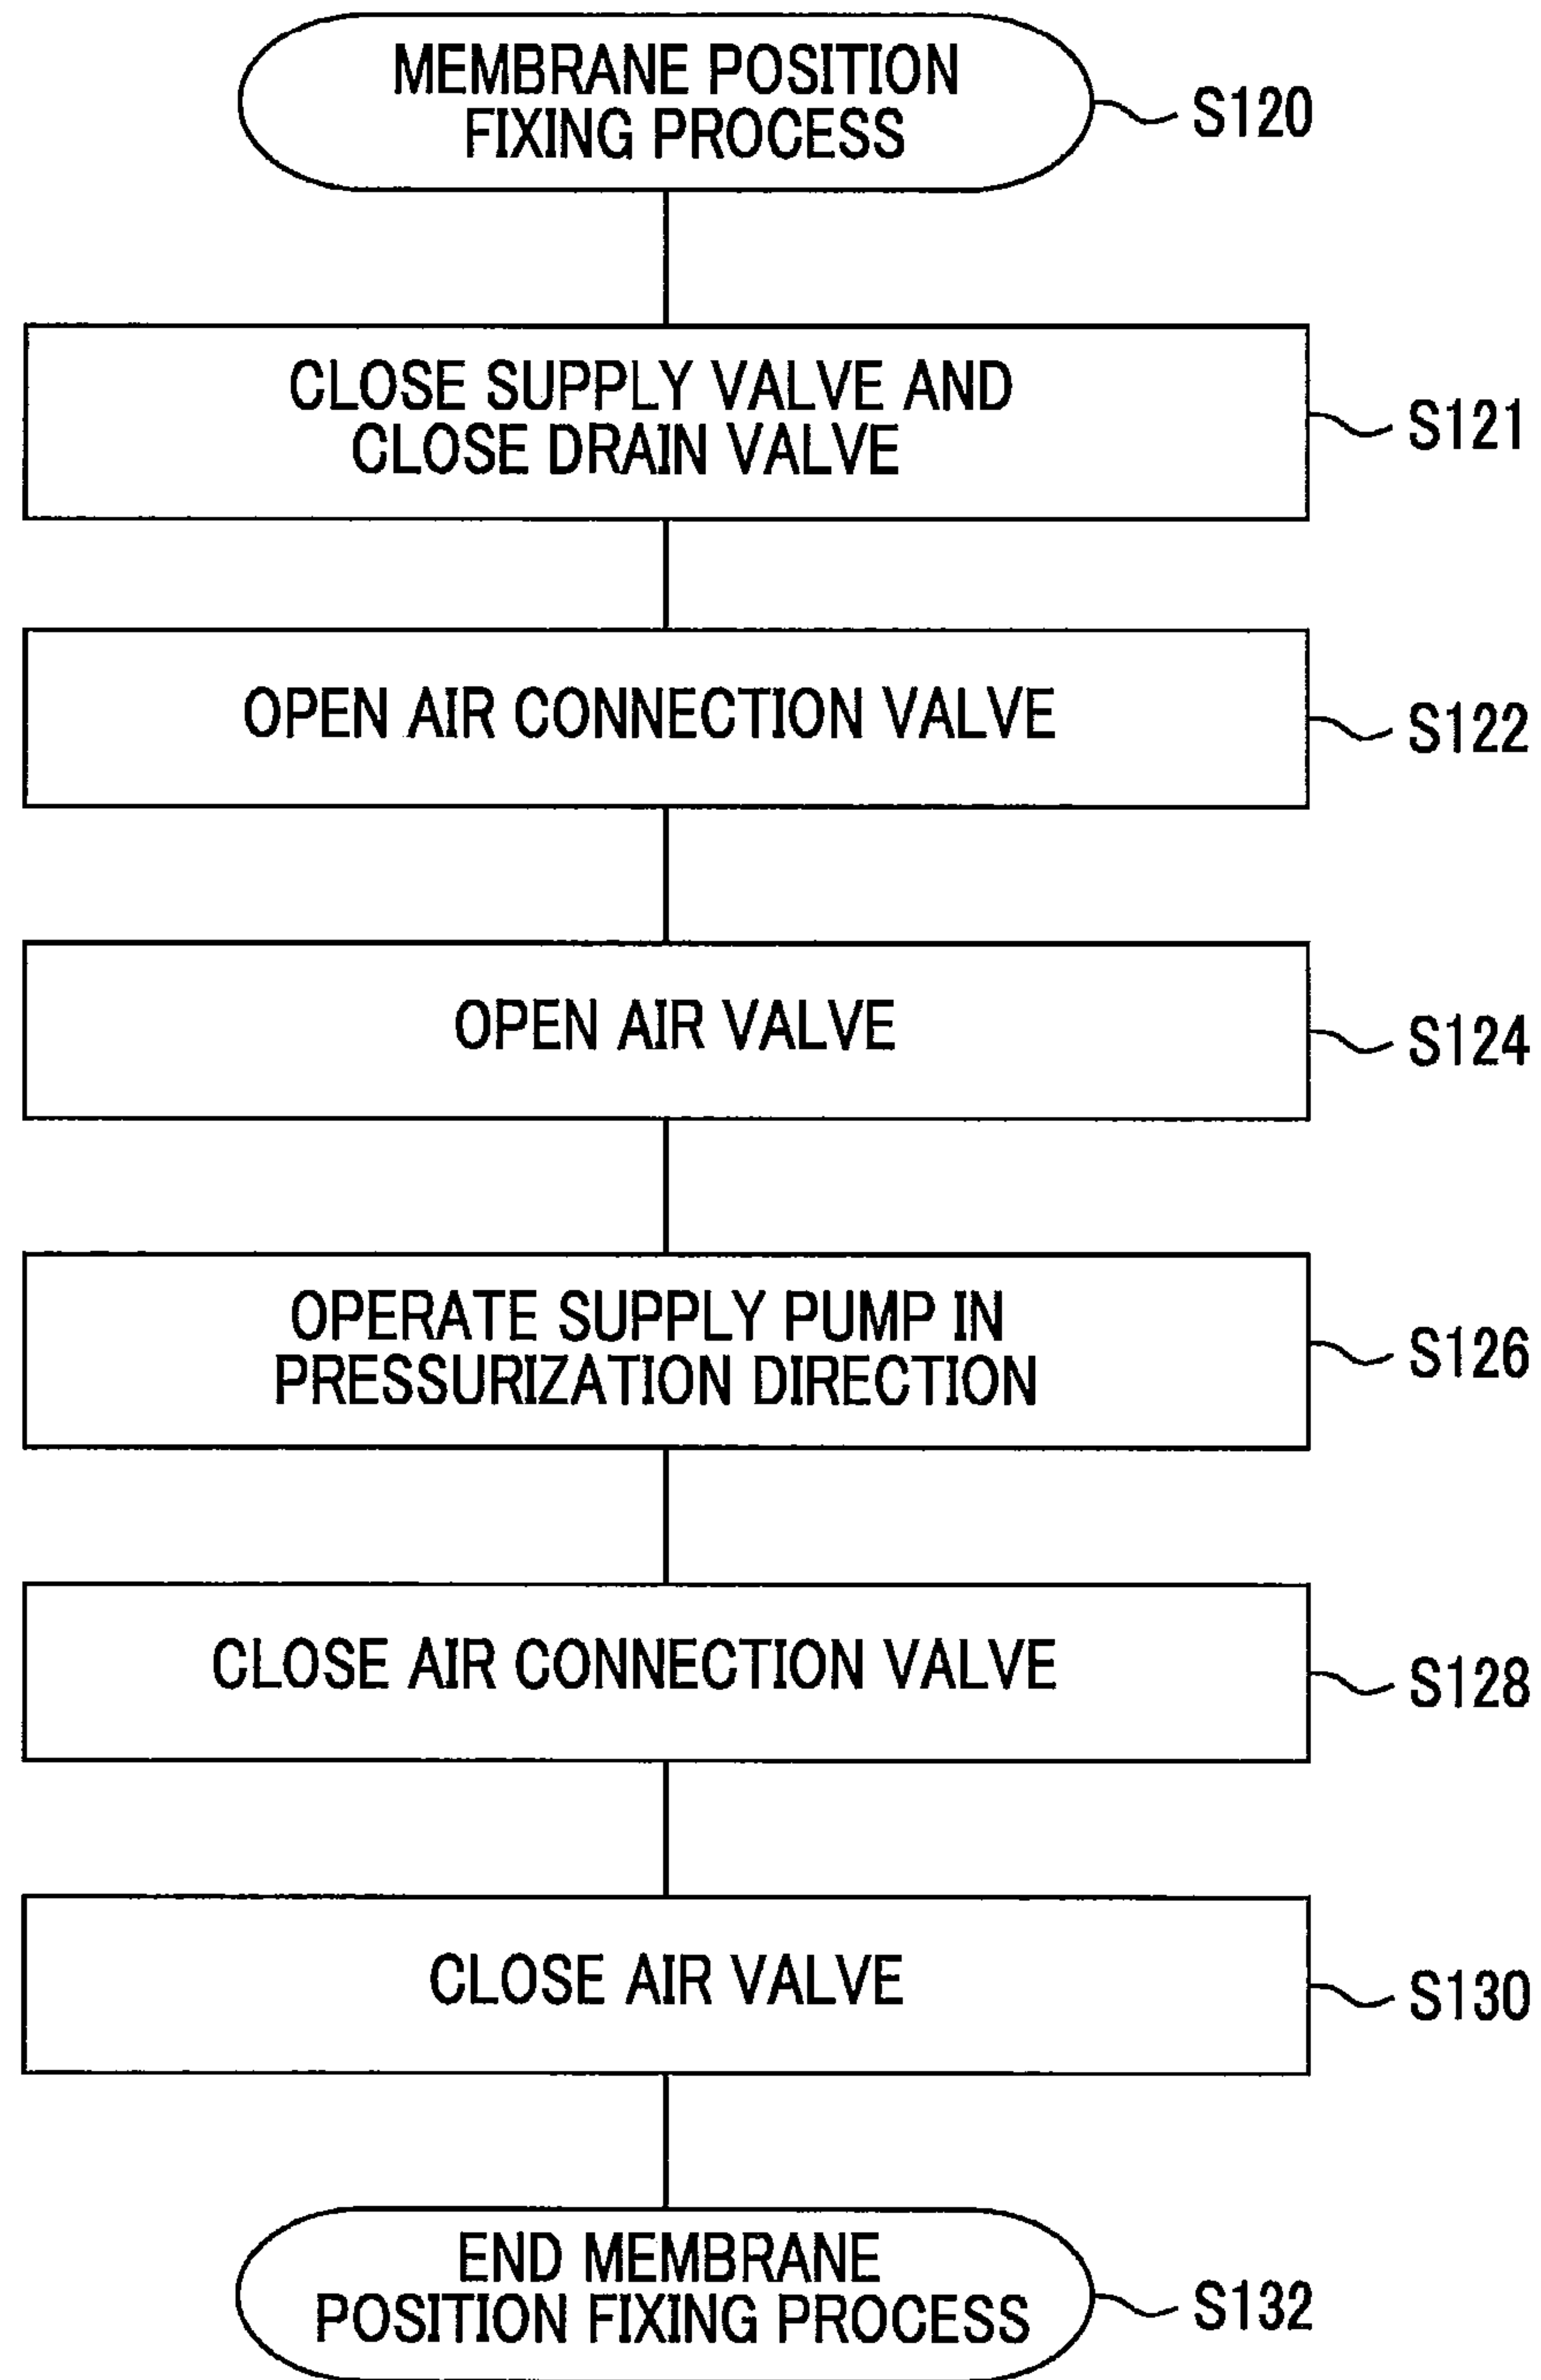 MEMBRANE POSITION
FIXING PROCESS
S120
CLOSE SUPPLY VALVE AND
CLOSE DRAIN VALVE
S121
OPEN AIR CONNECTION VALVE
S122
OPEN AIR VALVE
S124
OPERATE SUPPLY PUMP IN
PRESSURIZATION DIRECTION
S126
CLOSE AIR CONNECTION VALVE
S128
CLOSE AIR VALVE
S130
END MEMBRANE
POSITION FIXING PROCESS
S132